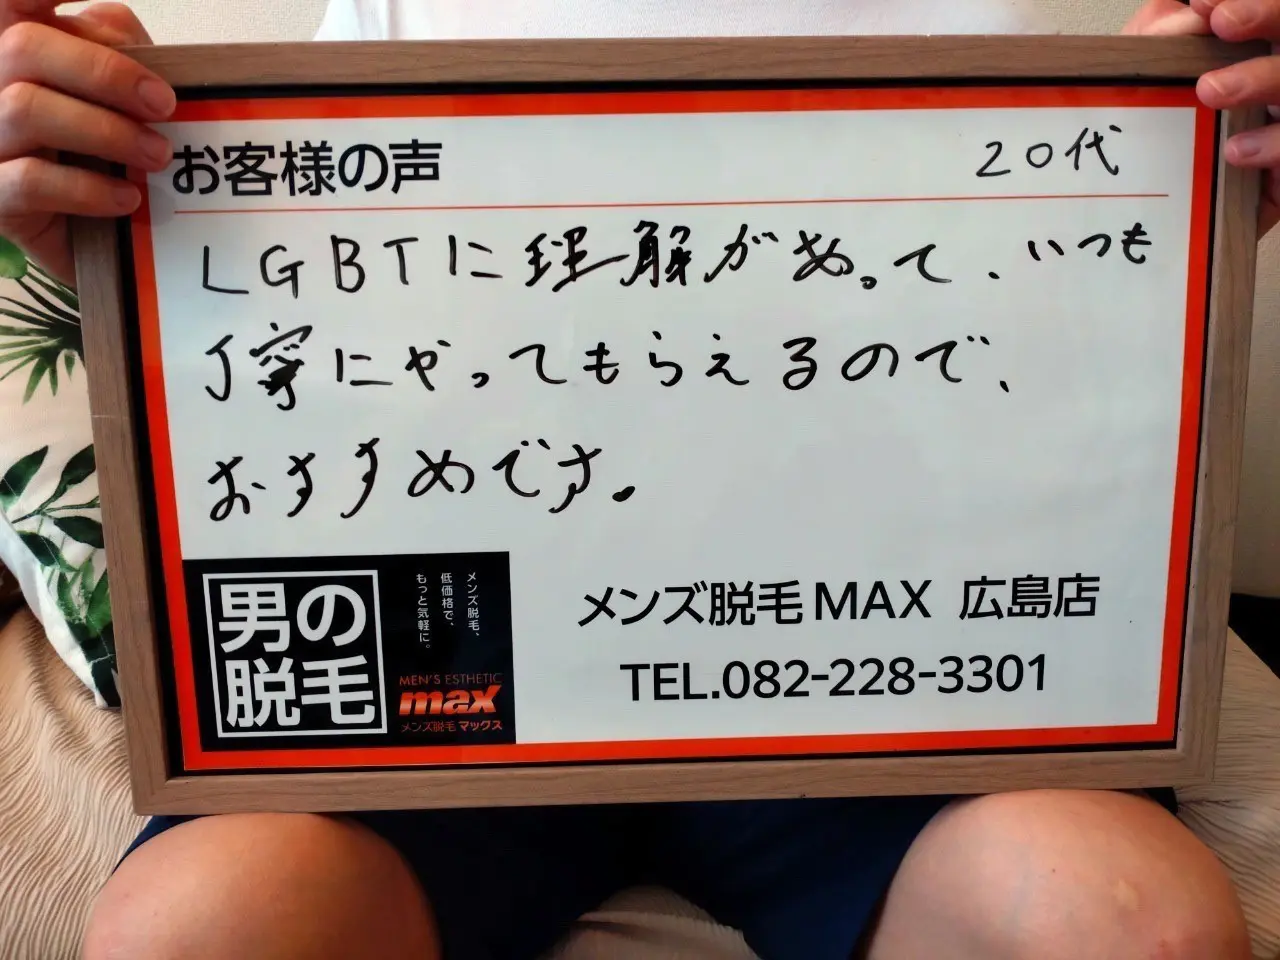 お客様の声
20代
LGBTに理解があって、いつも
丁寧にやってもらえるので、
おすすめです。
男の
脱毛
メンズ脱毛、
低価格で、
もっと気軽に。
MEN'S ESTHETIC
max
メンズ脱毛 マックス
メンズ脱毛MAX 広島店
TEL.082-228-3301